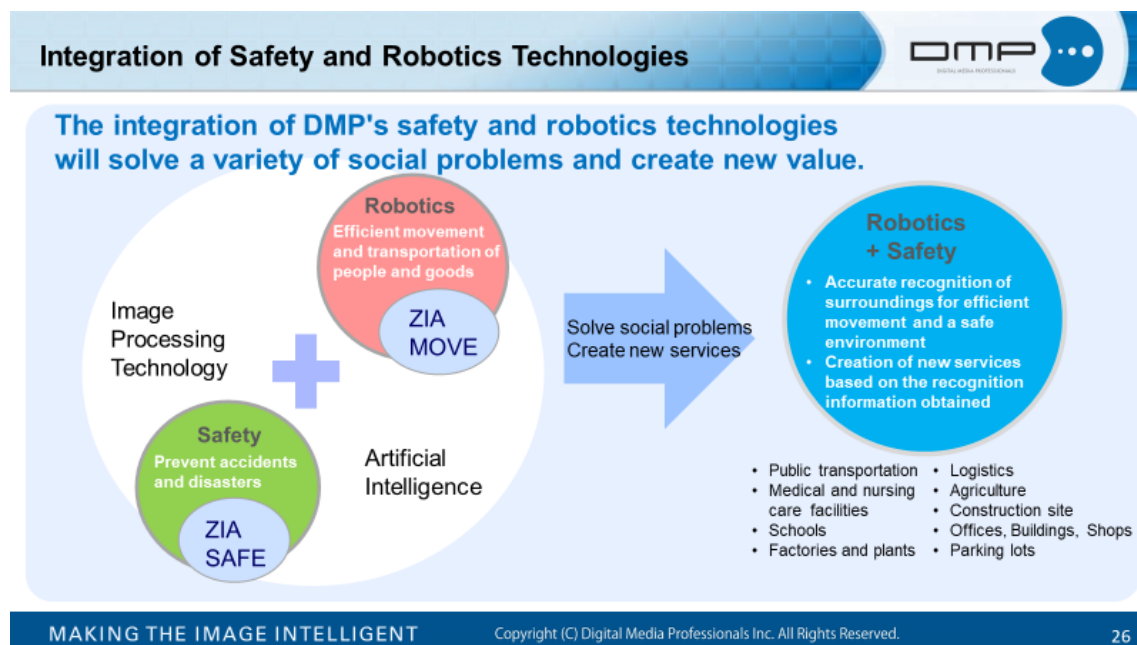 Integration of Safety and Robotics Technologies
DMP
DIGITAL MEDIA PROFESSIONALS
The integration of DMP's safety and robotics technologies
will solve a variety of social problems and create new value.
Robotics
Efficient movement
and transportation of
people and goods
ZIA
MOVE
Image
Processing
Technology
Safety
Prevent accidents
and disasters
ZIA
SAFE
Artificial
Intelligence
Solve social problems
Create new services
Robotics
+ Safety
• Accurate recognition of
surroundings for efficient
movement and a safe
environment
• Creation of new services
based on the recognition
information obtained
• Public transportation
• Medical and nursing
care facilities
• Schools
• Factories and plants
• Logistics
• Agriculture
• Construction site
• Offices, Buildings, Shops
• Parking lots
MAKING THE IMAGE INTELLIGENT
Copyright (C) Digital Media Professionals Inc. All Rights Reserved.
26